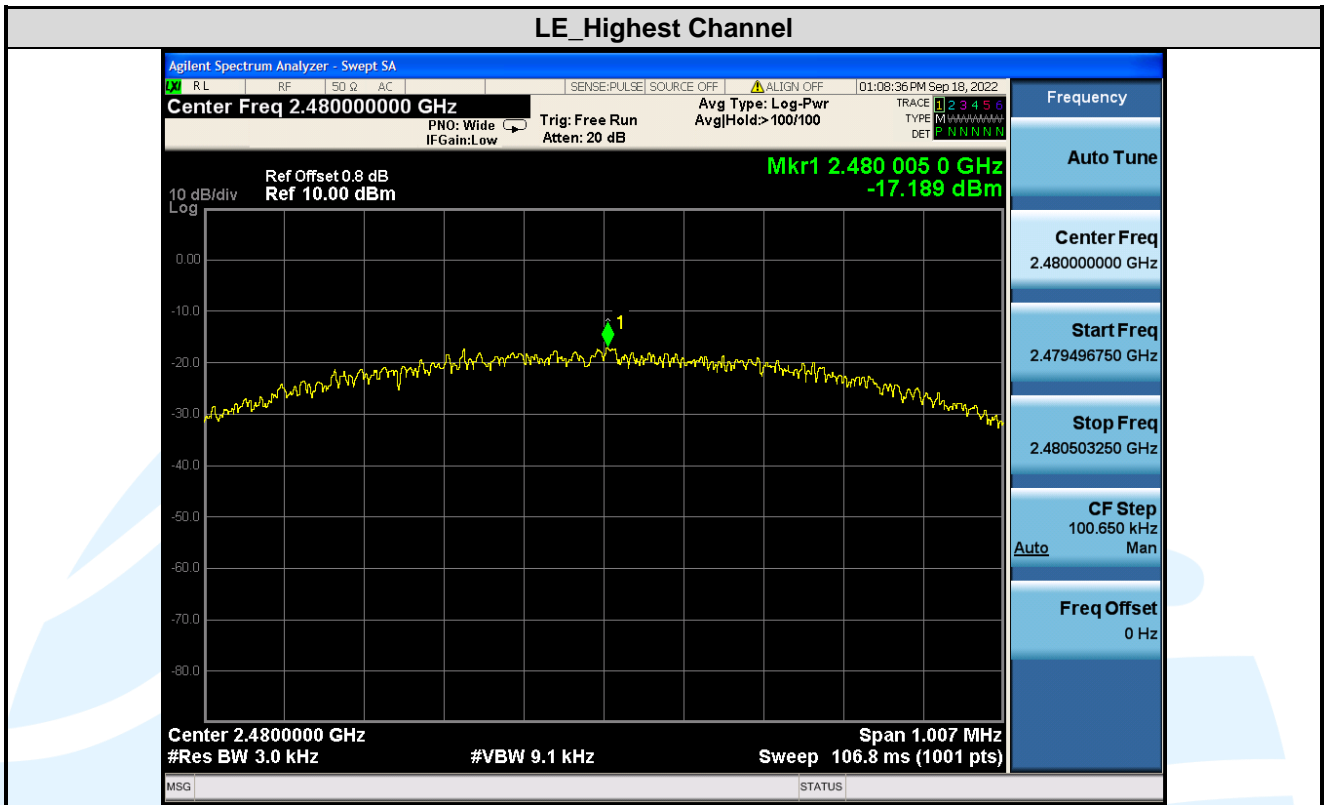 LE_Highest Channel
Agilent Spectrum Analyzer - Swept SA
LXI RL RF 50 Ω AC SENSE:PULSE SOURCE OFF ALIGN OFF 01:08:36 PM Sep 18, 2022
Center Freq 2.480000000 GHz
PNO: Wide
IFGain:Low
Trig: Free Run
Atten: 20 dB
Avg Type: Log-Pwr
Avg|Hold:> 100/100
TRACE 1 2 3 4 5 6
TYPE M WWWWW
DET P N N N N N
Ref Offset 0.8 dB
10 dB/div Ref 10.00 dBm
Log
Mkr1 2.480 005 0 GHz
-17.189 dBm
1
0.00
-10.0
-20.0
-30.0
-40.0
-50.0
-60.0
-70.0
-80.0
Center 2.4800000 GHz Span 1.007 MHz
#Res BW 3.0 kHz #VBW 9.1 kHz Sweep 106.8 ms (1001 pts)
MSG STATUS
Frequency
Auto Tune
Center Freq
2.480000000 GHz
Start Freq
2.479496750 GHz
Stop Freq
2.480503250 GHz
CF Step
100.650 kHz
Auto Man
Freq Offset
0 Hz